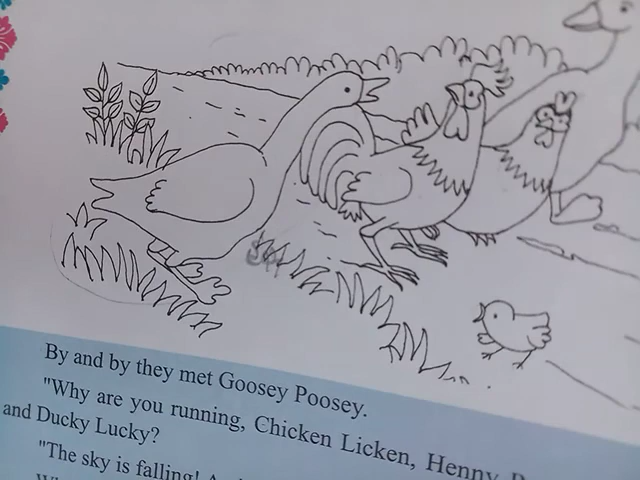 By and by they met Goosey Poosey.
"Why are you running, Chicken Licken, Henny
and Ducky Lucky?
"The sky is falling!